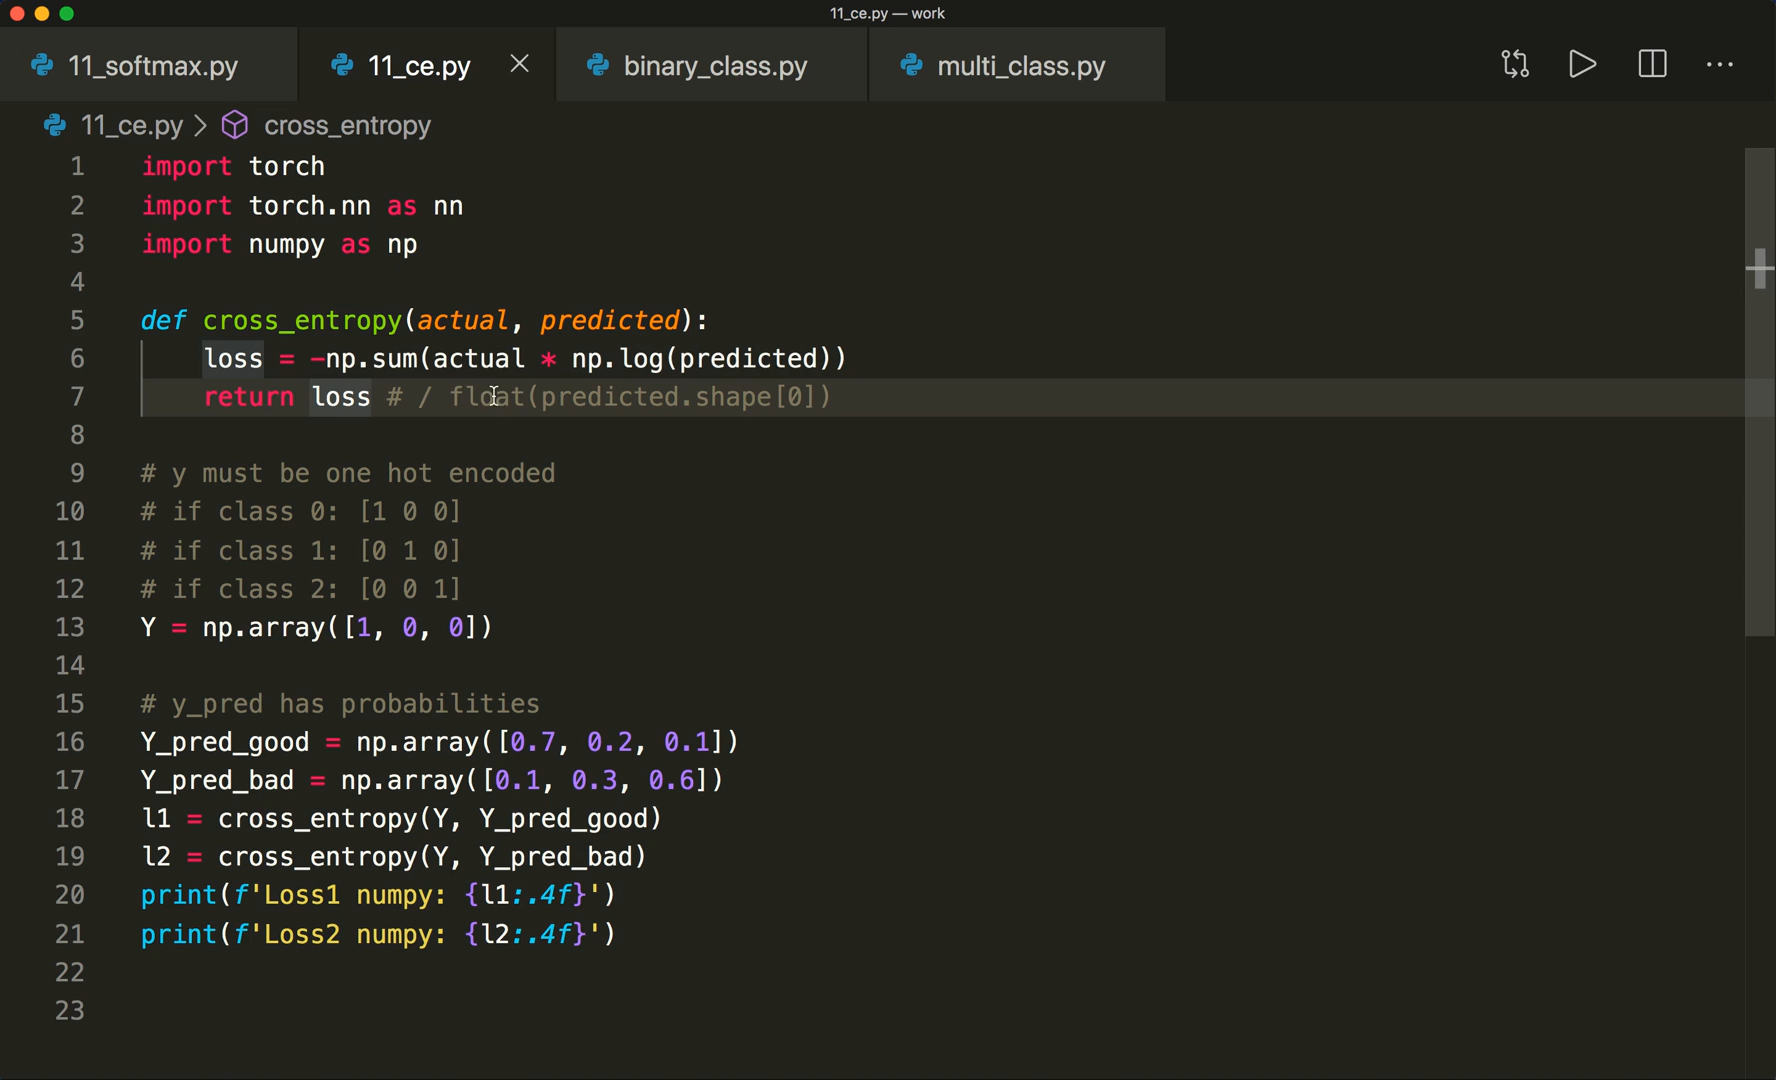 11_ce.py — work
11_softmax.py 11_ce.py binary_class.py multi_class.py
11_ce.py > cross_entropy
1 import torch
2 import torch.nn as nn
3 import numpy as np
4
5 def cross_entropy(actual, predicted):
6     loss = -np.sum(actual * np.log(predicted))
7     return loss # / float(predicted.shape[0])
8
9 # y must be one hot encoded
10 # if class 0: [1 0 0]
11 # if class 1: [0 1 0]
12 # if class 2: [0 0 1]
13 Y = np.array([1, 0, 0])
14
15 # y_pred has probabilities
16 Y_pred_good = np.array([0.7, 0.2, 0.1])
17 Y_pred_bad = np.array([0.1, 0.3, 0.6])
18 l1 = cross_entropy(Y, Y_pred_good)
19 l2 = cross_entropy(Y, Y_pred_bad)
20 print(f'Loss1 numpy: {l1:.4f}')
21 print(f'Loss2 numpy: {l2:.4f}')
22
23